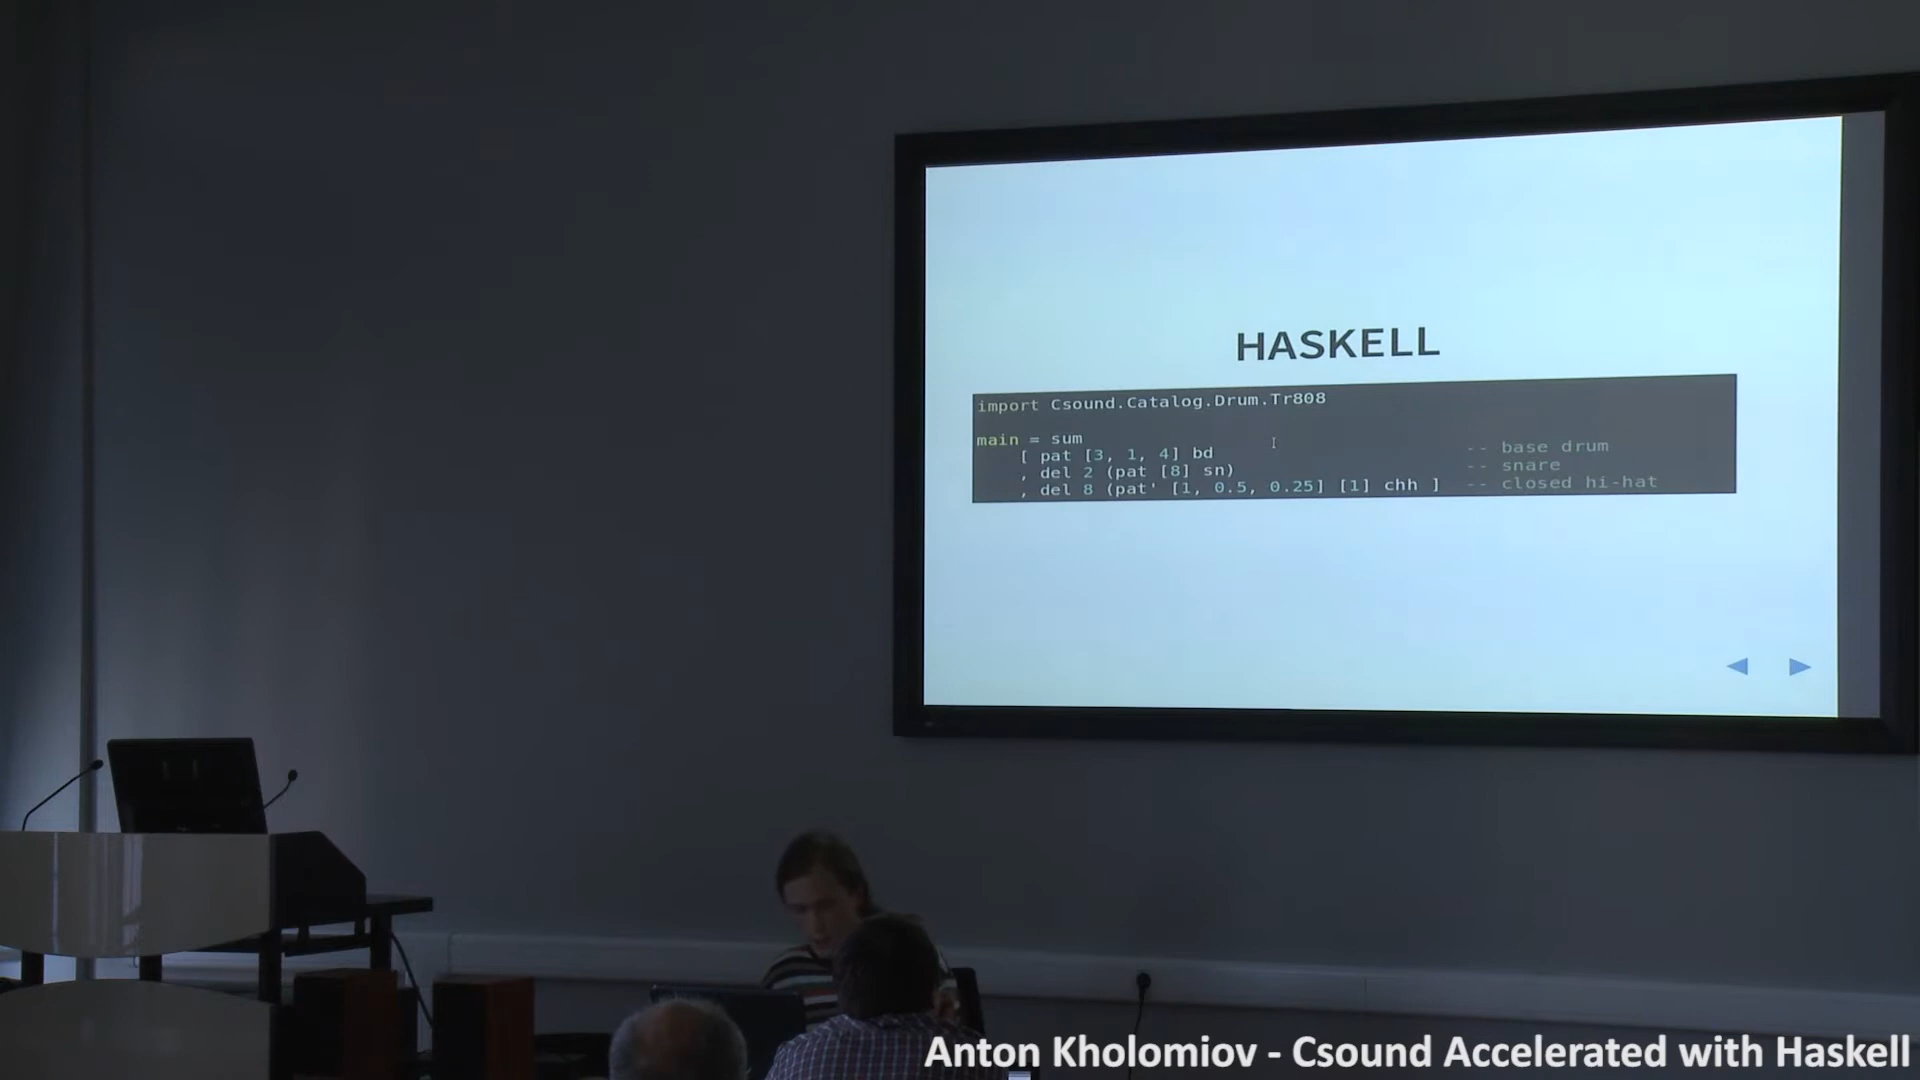 HASKELL
import Csound.Catalog.Drum.Tr808
main = sum
[ pat [3, 1, 4] bd -- base drum
, del 2 (pat [8] sn) -- snare
, del 8 (pat' [1, 0.5, 0.25] [1] chh ] -- closed hi-hat
Anton Kholomiov - Csound Accelerated with Haskell